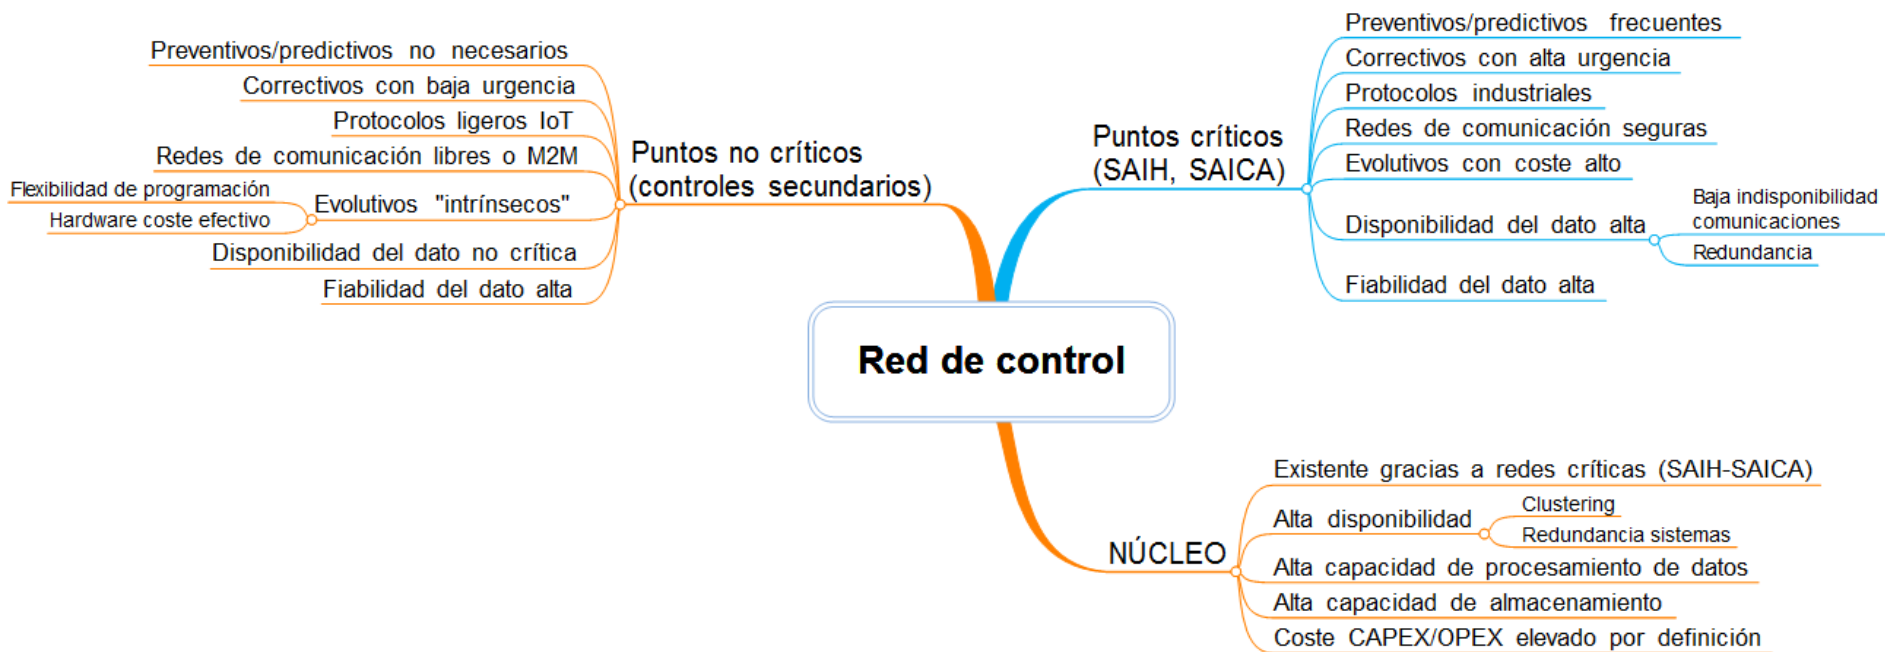 Preventivos/predictivos no necesarios
Correctivos con baja urgencia
Protocolos ligeros IoT
Redes de comunicación libres o M2M
Flexibilidad de programación
Hardware coste efectivo
Evolutivos "intrínsecos"
Disponibilidad del dato no crítica
Fiabilidad del dato alta
Puntos no críticos
(controles secundarios)
Puntos críticos
(SAIH, SAICA)
Preventivos/predictivos frecuentes
Correctivos con alta urgencia
Protocolos industriales
Redes de comunicación seguras
Evolutivos con coste alto
Disponibilidad del dato alta
Baja indisponibilidad
comunicaciones
Redundancia
Fiabilidad del dato alta
Red de control
NÚCLEO
Existente gracias a redes críticas (SAIH-SAICA)
Alta disponibilidad
Clustering
Redundancia sistemas
Alta capacidad de procesamiento de datos
Alta capacidad de almacenamiento
Coste CAPEX/OPEX elevado por definición